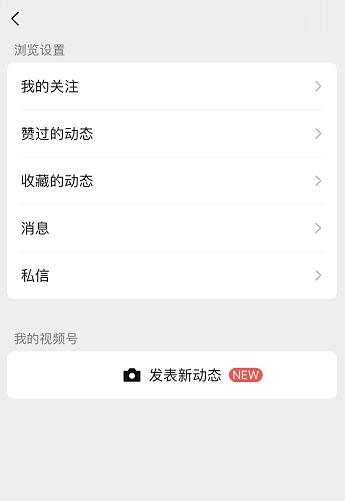 浏览设置
我的关注
赞过的动态
收藏的动态
消息
私信
我的视频号
发表新动态 NEW